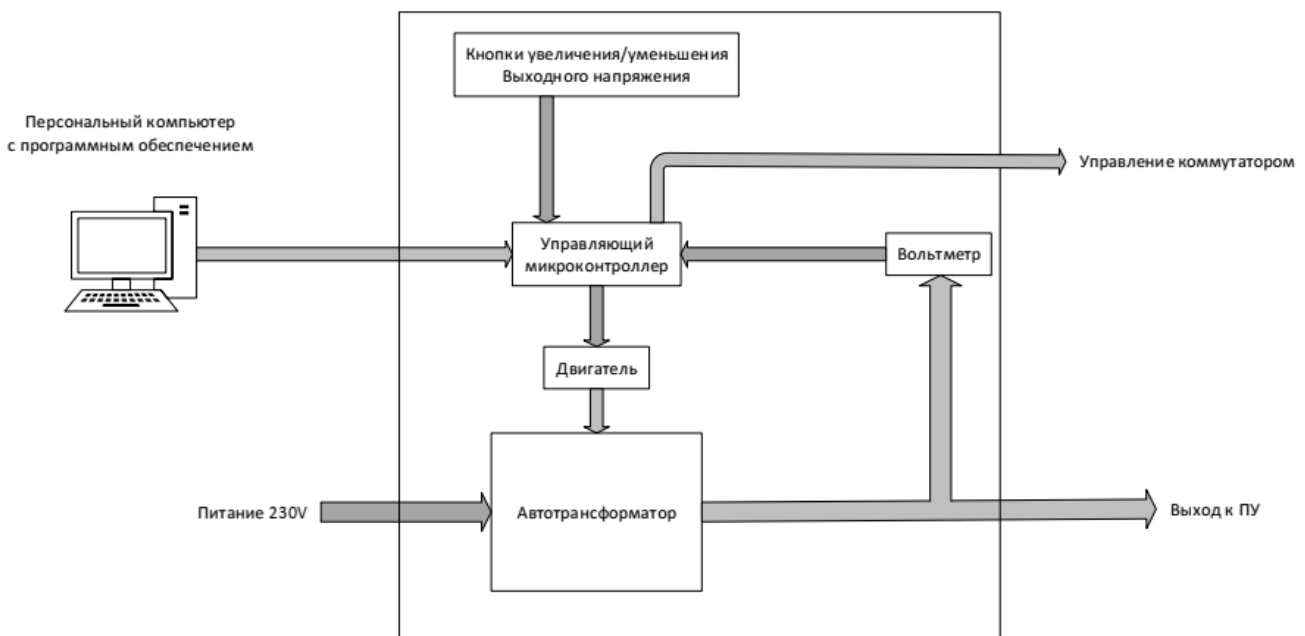 Кнопки увеличения/уменьшения
Выходного напряжения
Персональный компьютер
с программным обеспечением
Управление коммутатором
Управляющий
микроконтроллер
Вольтметр
Двигатель
Питание 230V
Автотрансформатор
Выход к ПУ